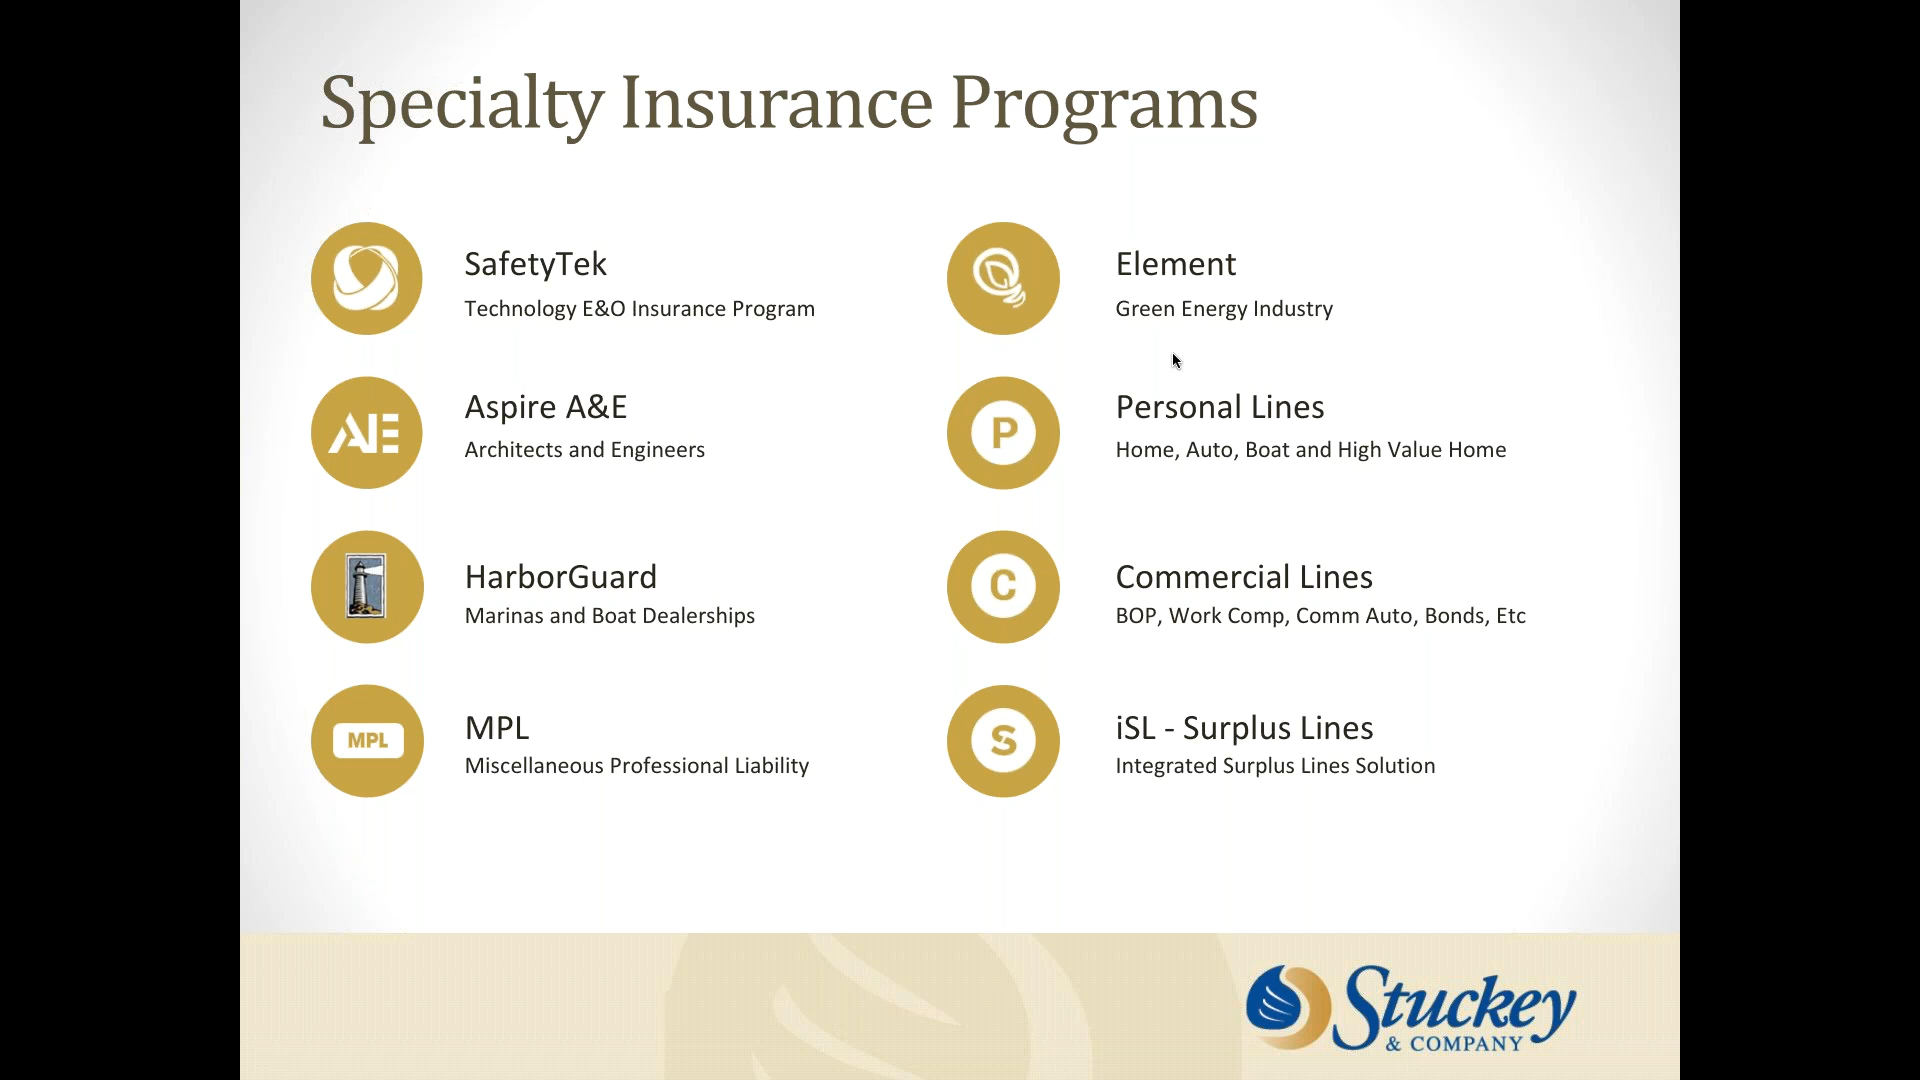 Specialty Insurance Programs
SafetyTek
Technology E&O Insurance Program
AE
Aspire A&E
Architects and Engineers
HarborGuard
Marinas and Boat Dealerships
MPL
MPL
Miscellaneous Professional Liability
Element
Green Energy Industry
P
Personal Lines
Home, Auto, Boat and High Value Home
C
Commercial Lines
BOP, Work Comp, Comm Auto, Bonds, Etc
S
iSL - Surplus Lines
Integrated Surplus Lines Solution
Stuckey
& COMPANY